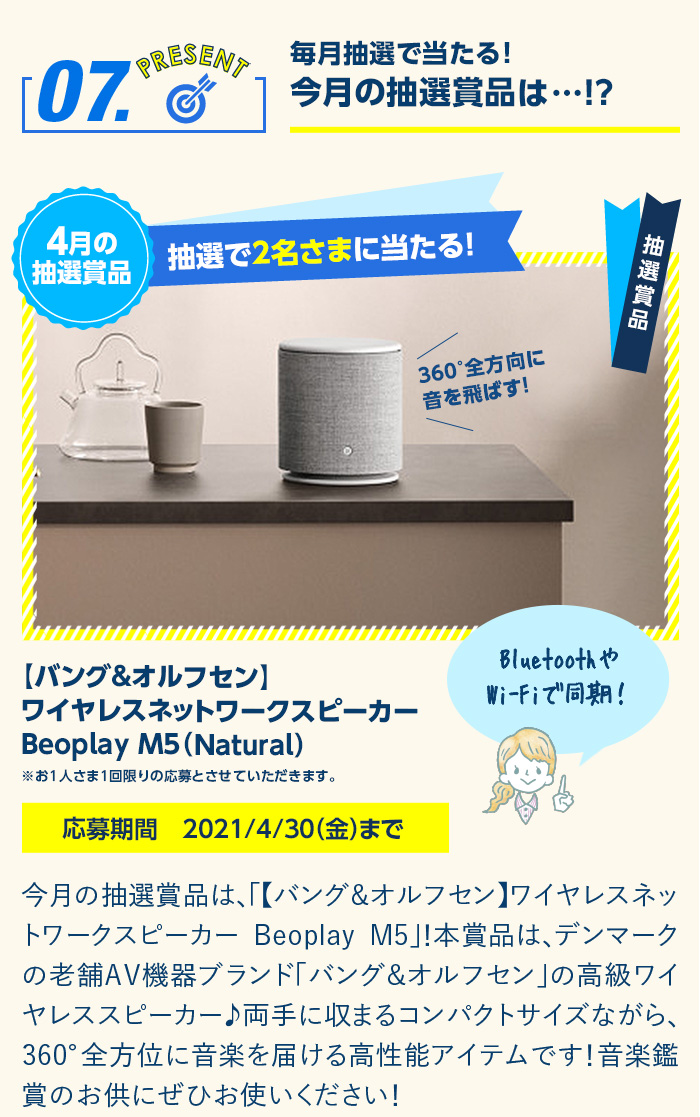 07.
PRESENT
毎月抽選で当たる!
今月の抽選賞品は…!?
4月の
抽選賞品
抽選で2名さまに当たる!
抽選賞品
360°全方向に
音を飛ばす!
【バング&オルフセン】
ワイヤレスネットワークスピーカー
Beoplay M5(Natural)
※お1人さま1回限りの応募とさせていただきます。
Bluetoothや
Wi-Fiで同期!
応募期間 2021/4/30(金)まで
今月の抽選賞品は、「【バング&オルフセン】ワイヤレスネッ
トワークスピーカー Beoplay M5」!本賞品は、デンマーク
の老舗AV機器ブランド「バング&オルフセン」の高級ワイ
ヤレススピーカー♪両手に収まるコンパクトサイズながら、
360°全方位に音楽を届ける高性能アイテムです!音楽鑑
賞のお供にぜひお使いください!